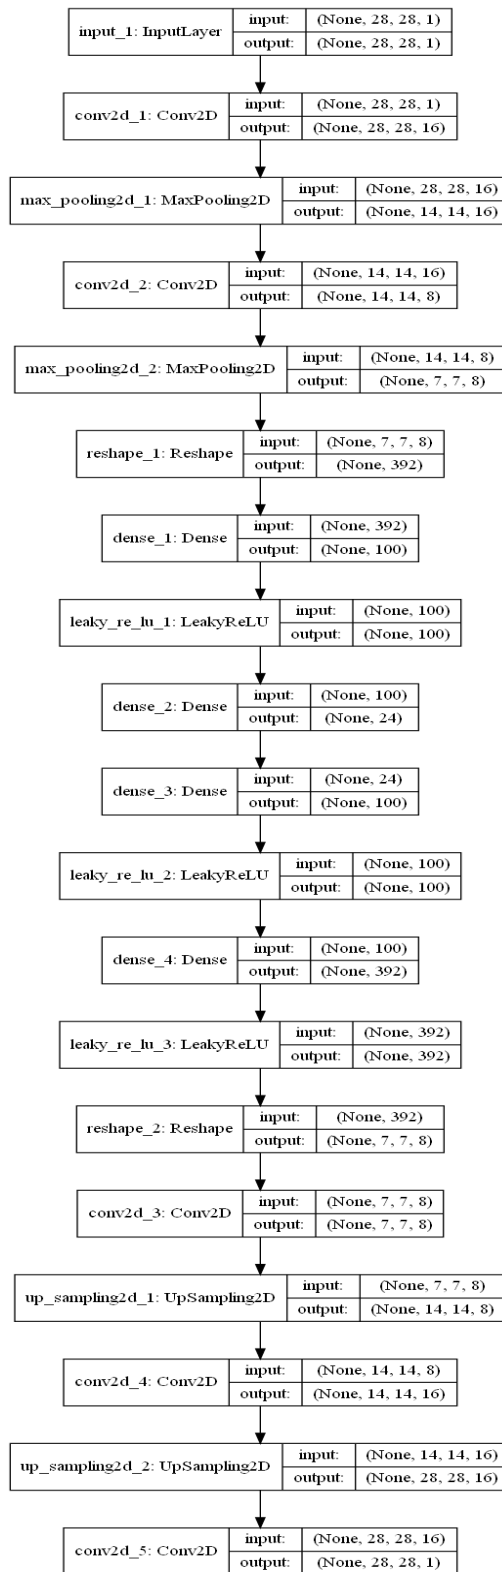 input_1: InputLayer
input: (None, 28, 28, 1)
output: (None, 28, 28, 1)
conv2d_1: Conv2D
input: (None, 28, 28, 1)
output: (None, 28, 28, 16)
max_pooling2d_1: MaxPooling2D
input: (None, 28, 28, 16)
output: (None, 14, 14, 16)
conv2d_2: Conv2D
input: (None, 14, 14, 16)
output: (None, 14, 14, 8)
max_pooling2d_2: MaxPooling2D
input: (None, 14, 14, 8)
output: (None, 7, 7, 8)
reshape_1: Reshape
input: (None, 7, 7, 8)
output: (None, 392)
dense_1: Dense
input: (None, 392)
output: (None, 100)
leaky_re_lu_1: LeakyReLU
input: (None, 100)
output: (None, 100)
dense_2: Dense
input: (None, 100)
output: (None, 24)
dense_3: Dense
input: (None, 24)
output: (None, 100)
leaky_re_lu_2: LeakyReLU
input: (None, 100)
output: (None, 100)
dense_4: Dense
input: (None, 100)
output: (None, 392)
leaky_re_lu_3: LeakyReLU
input: (None, 392)
output: (None, 392)
reshape_2: Reshape
input: (None, 392)
output: (None, 7, 7, 8)
conv2d_3: Conv2D
input: (None, 7, 7, 8)
output: (None, 7, 7, 8)
up_sampling2d_1: UpSampling2D
input: (None, 7, 7, 8)
output: (None, 14, 14, 8)
conv2d_4: Conv2D
input: (None, 14, 14, 8)
output: (None, 14, 14, 16)
up_sampling2d_2: UpSampling2D
input: (None, 14, 14, 16)
output: (None, 28, 28, 16)
conv2d_5: Conv2D
input: (None, 28, 28, 16)
output: (None, 28, 28, 1)